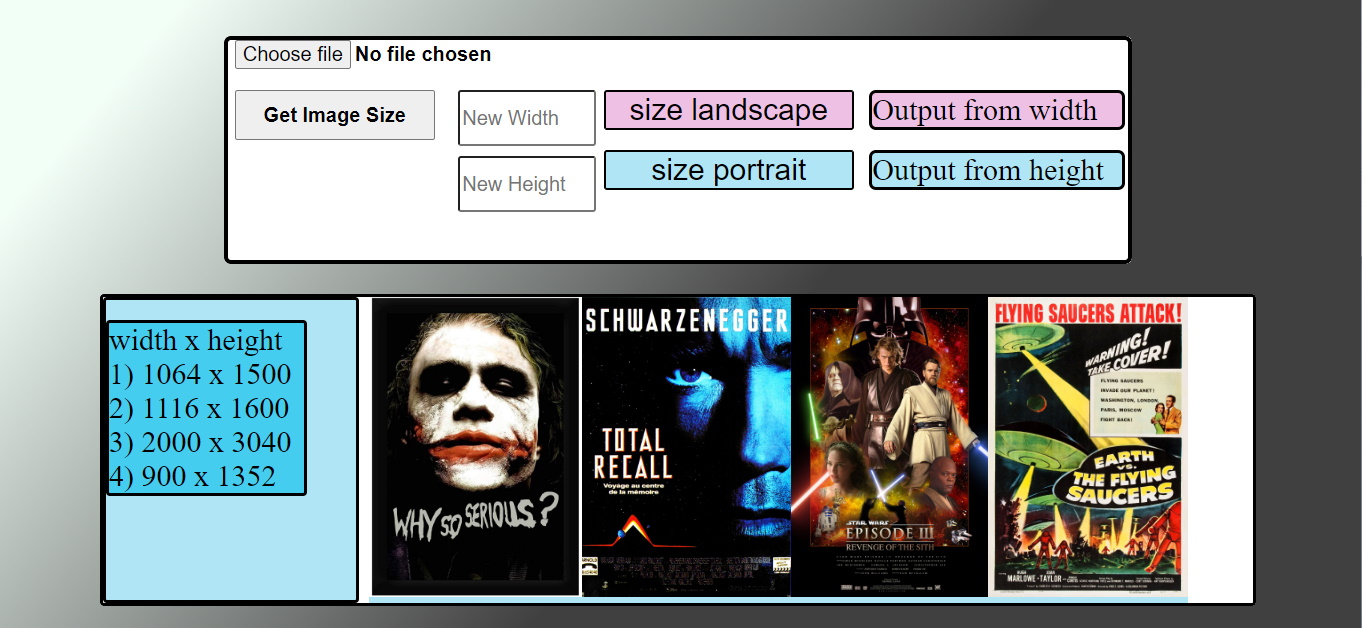 Choose file No file chosen
Get Image Size
New Width
size landscape
Output from width
New Height
size portrait
Output from height
width x height
1) 1064 x 1500
2) 1116 x 1600
3) 2000 x 3040
4) 900 x 1352
WHY SO SERIOUS?
SCHWARZENEGGER
TOTAL
RECALL
Voyage au centre
de la mémoire
STAR WARS
EPISODE III
REVENGE OF THE SITH
FLYING SAUCERS ATTACK!
WARNING!
TAKE COVER!
FLYING SAUCERS
INVADE OUR PLANET!
WASHINGTON, LONDON,
PARIS, MOSCOW
FIGHT BACK!
EARTH
VS.
THE FLYING
SAUCERS
HUGH MARLOWE · JOAN TAYLOR